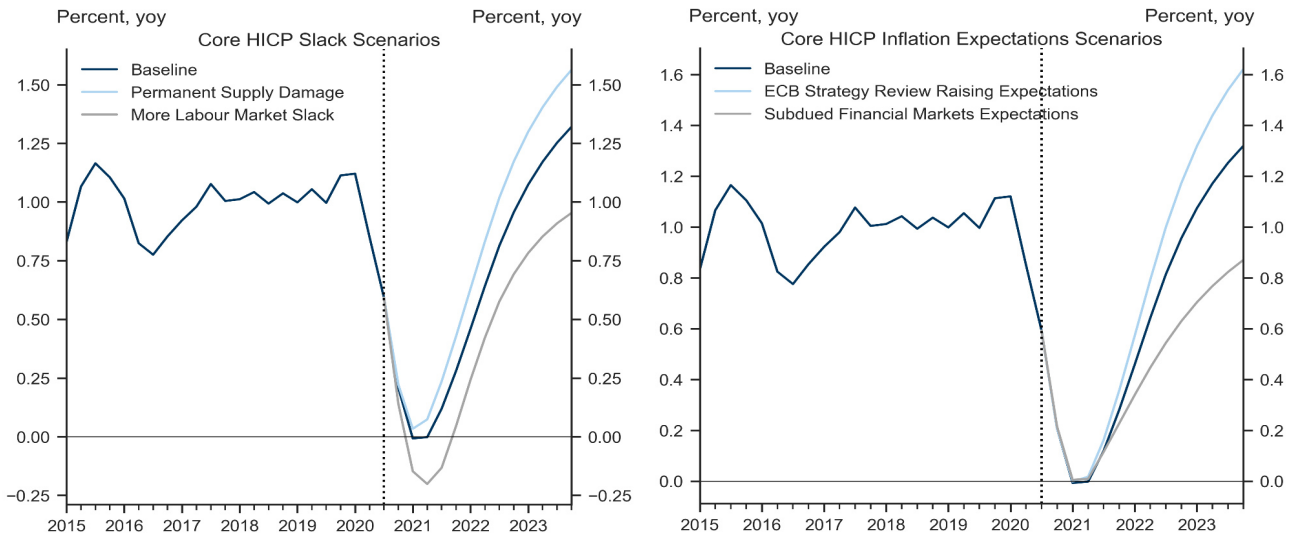 Percent, yoy
Percent, yoy
Core HICP Slack Scenarios
Baseline
Permanent Supply Damage
More Labour Market Slack
1.50
1.25
1.00
0.75
0.50
0.25
0.00
−0.25
1.50
1.25
1.00
0.75
0.50
0.25
0.00
−0.25
2015 2016 2017 2018 2019 2020 2021 2022 2023
Percent, yoy
Percent, yoy
Core HICP Inflation Expectations Scenarios
Baseline
ECB Strategy Review Raising Expectations
Subdued Financial Markets Expectations
1.6
1.4
1.2
1.0
0.8
0.6
0.4
0.2
0.0
1.6
1.4
1.2
1.0
0.8
0.6
0.4
0.2
0.0
2015 2016 2017 2018 2019 2020 2021 2022 2023